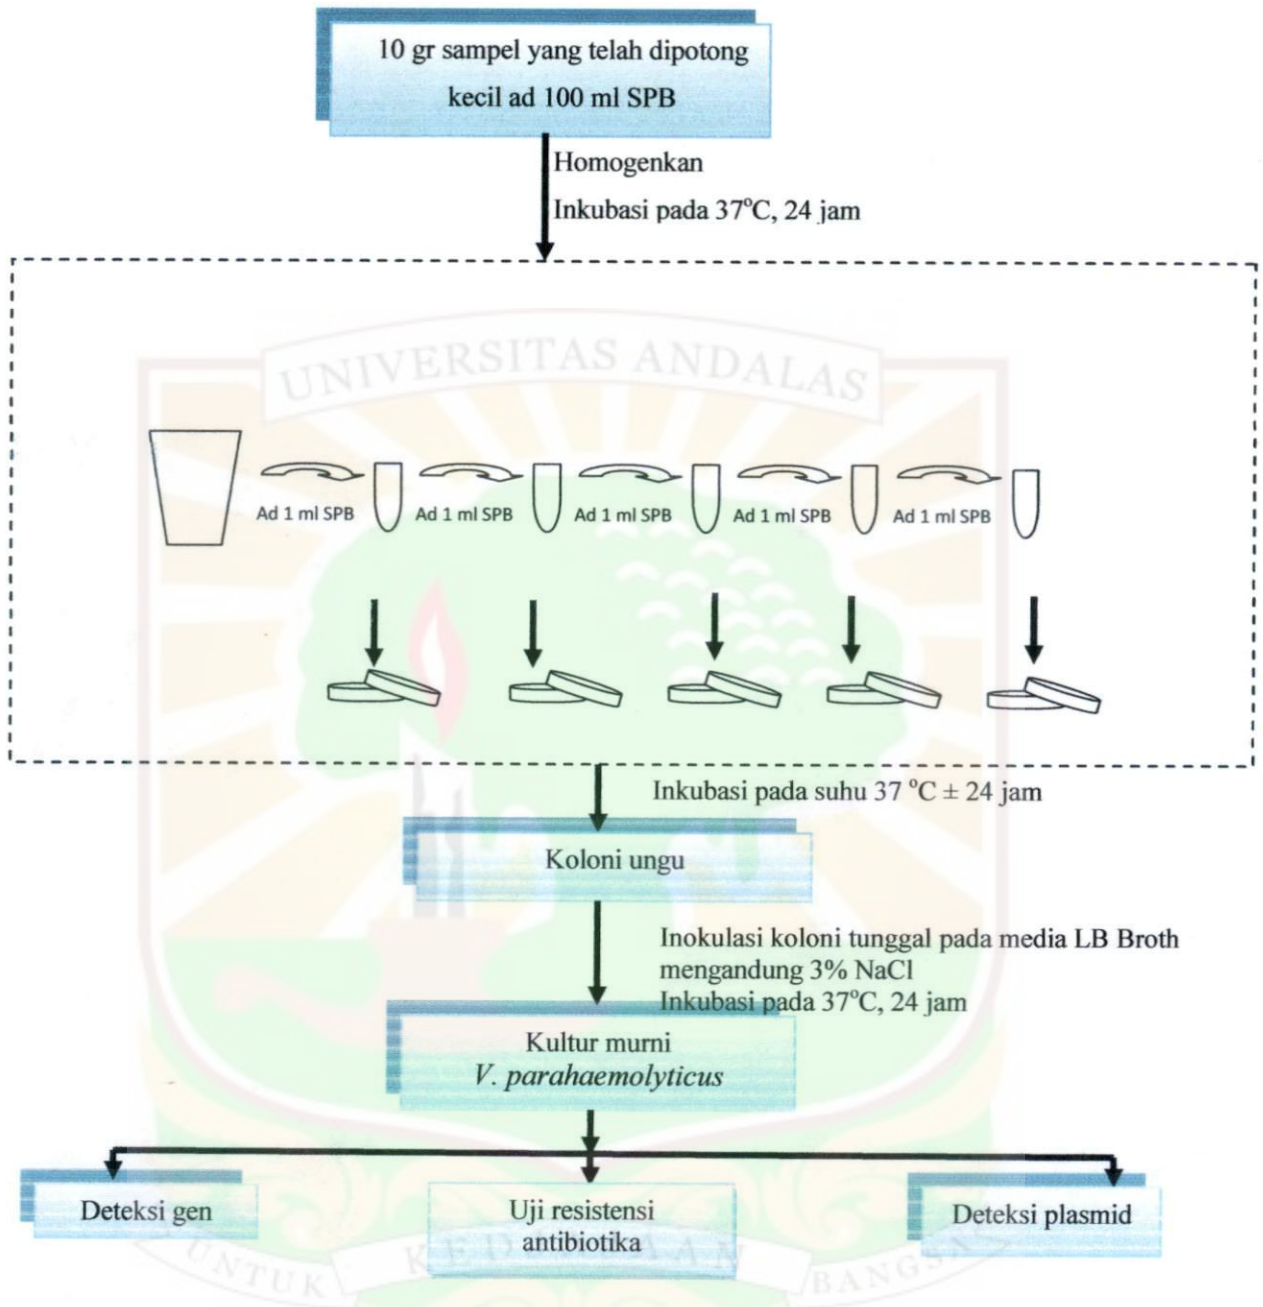 10 gr sampel yang telah dipotong
kecil ad 100 ml SPB
Homogenkan
Inkubasi pada 37°C, 24 jam
UNIVERSITAS ANDALAS
Ad 1 ml SPB
Ad 1 ml SPB
Ad 1 ml SPB
Ad 1 ml SPB
Ad 1 ml SPB
Inkubasi pada suhu 37 °C ± 24 jam
Koloni ungu
Inokulasi koloni tunggal pada media LB Broth
mengandung 3% NaCl
Inkubasi pada 37°C, 24 jam
Kultur murni
V. parahaemolyticus
Deteksi gen
Uji resistensi
antibiotika
Deteksi plasmid
UNTUK KEDJAJAAN BANGSA